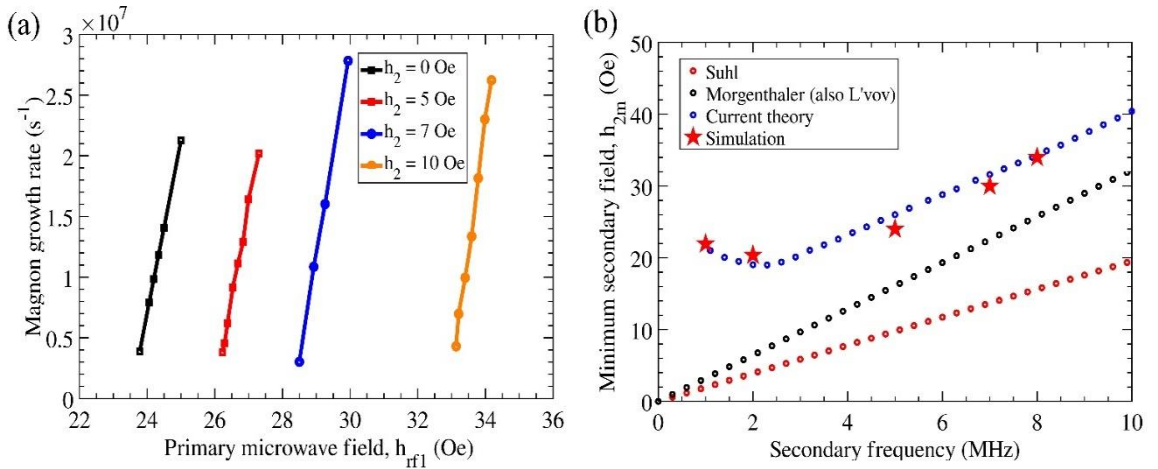 (a)
×10⁷
3
2.5
2
1.5
1
0.5
0
22 24 26 28 30 32 34 36
Magnon growth rate (s⁻¹)
Primary microwave field, h_rf1 (Oe)
h₂ = 0 Oe
h₂ = 5 Oe
h₂ = 7 Oe
h₂ = 10 Oe
(b)
50
40
30
20
10
0
0 2 4 6 8 10
Minimum secondary field, h₂ₘ (Oe)
Secondary frequency (MHz)
Suhl
Morgenthaler (also L'vov)
Current theory
Simulation